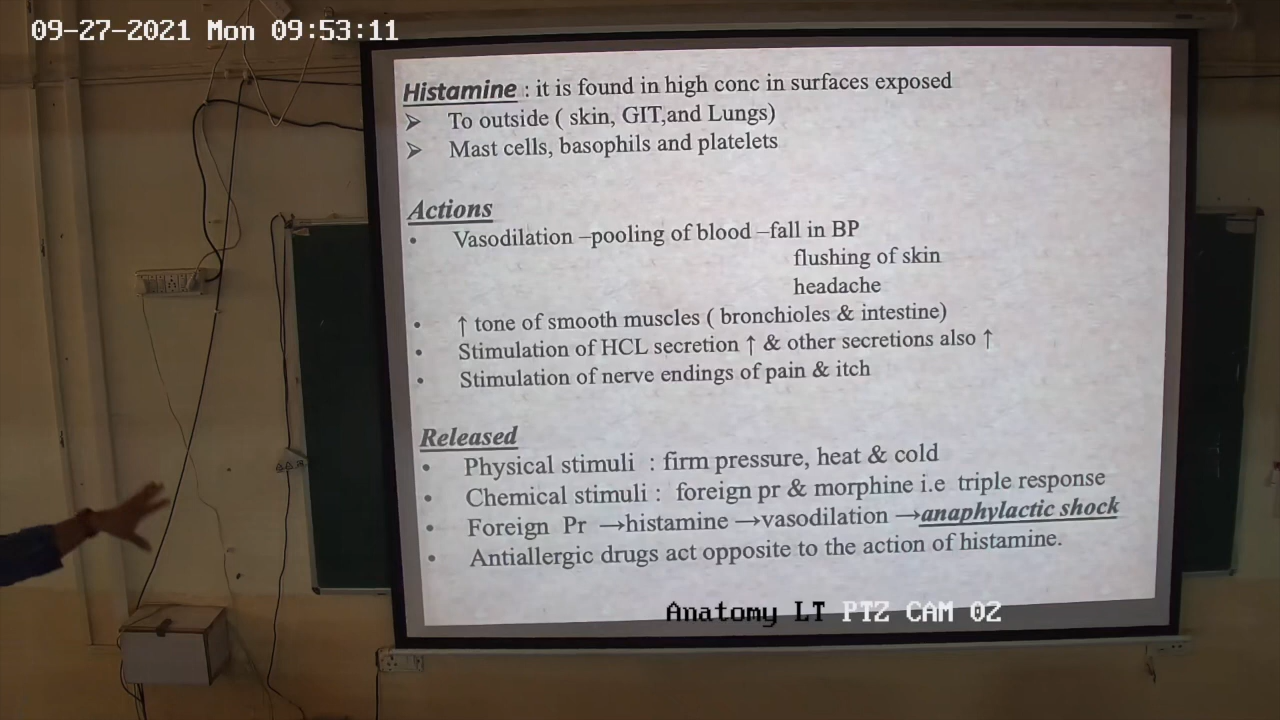 09-27-2021 Mon 09:53:11
Histamine : it is found in high conc in surfaces exposed
➢ To outside ( skin, GIT,and Lungs)
➢ Mast cells, basophils and platelets
Actions
• Vasodilation –pooling of blood –fall in BP
flushing of skin
headache
• ↑ tone of smooth muscles ( bronchioles & intestine)
• Stimulation of HCL secretion ↑ & other secretions also ↑
• Stimulation of nerve endings of pain & itch
Released
• Physical stimuli : firm pressure, heat & cold
• Chemical stimuli : foreign pr & morphine i.e triple response
• Foreign Pr →histamine →vasodilation →anaphylactic shock
• Antiallergic drugs act opposite to the action of histamine.
Anatomy LT PTZ CAM 02